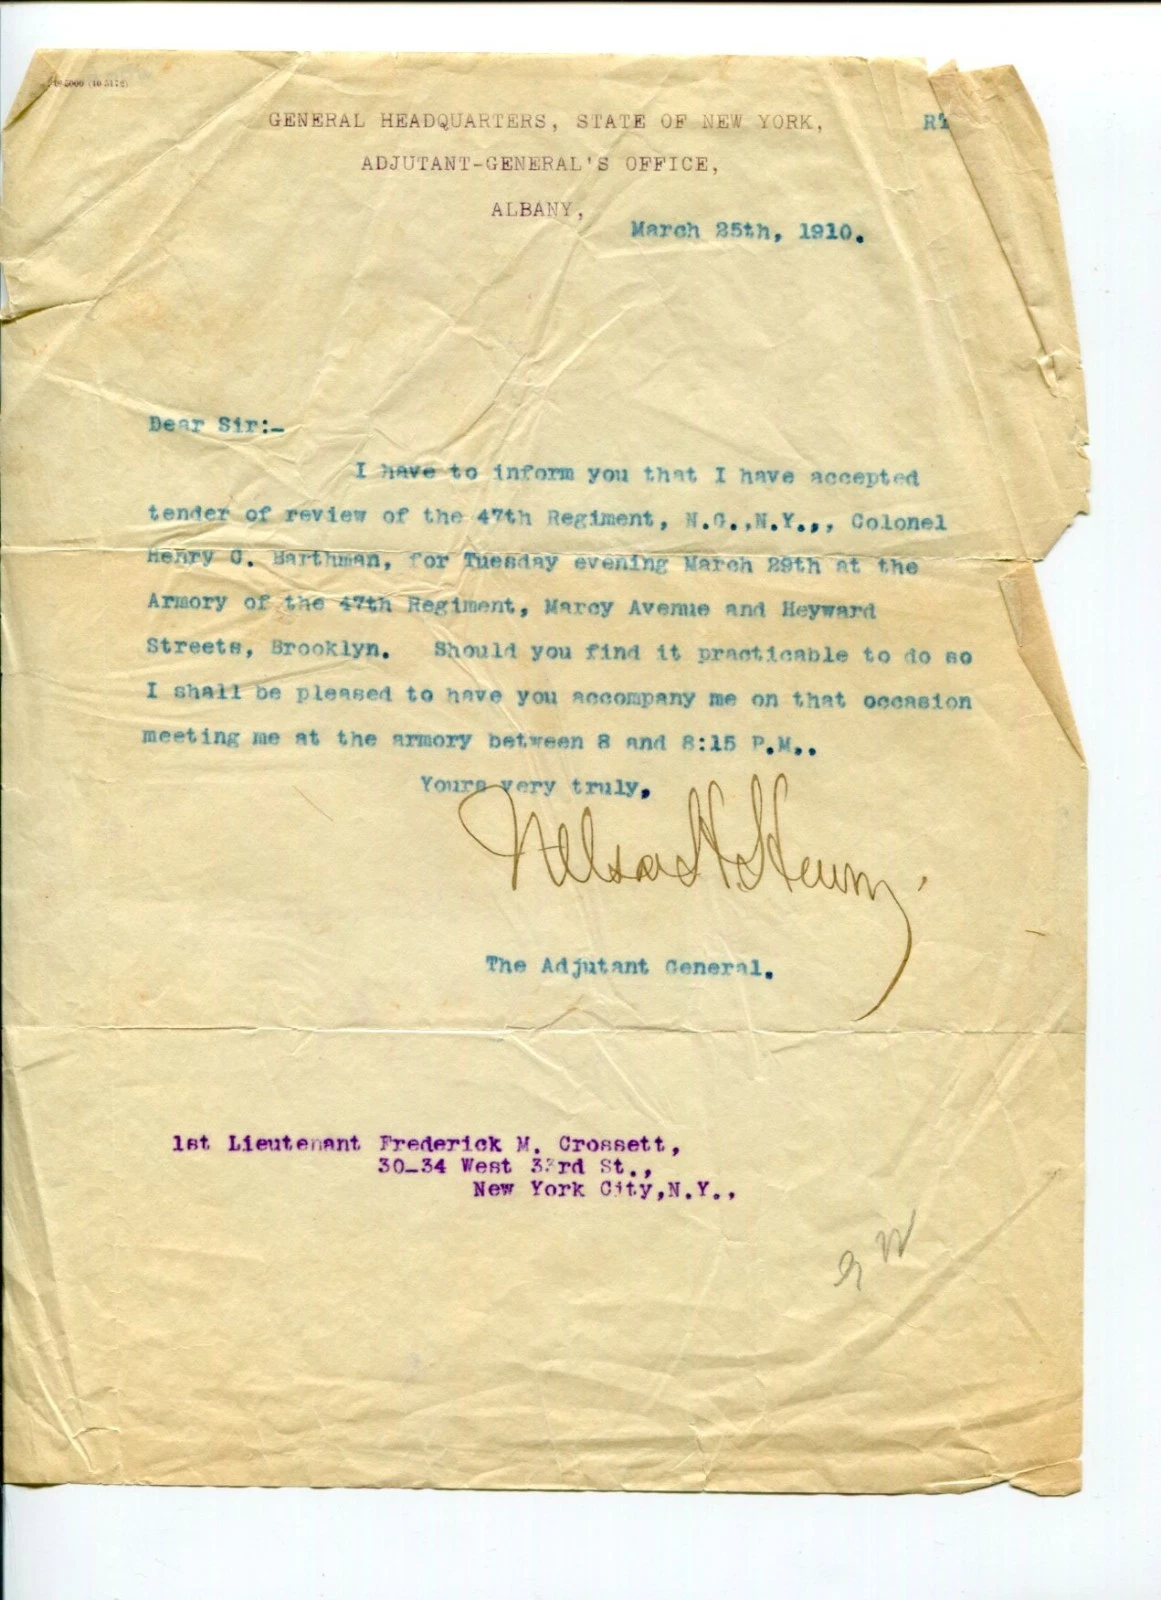 GENERAL HEADQUARTERS, STATE OF NEW YORK,
ADJUTANT-GENERAL'S OFFICE,
ALBANY,
March 25th, 1910.
Dear Sir:-
I have to inform you that I have accepted
tender of review of the 47th Regiment, N.G.,N.Y.,, Colonel
Henry C. Barthman, for Tuesday evening March 29th at the
Armory of the 47th Regiment, Marcy Avenue and Heyward
Streets, Brooklyn. Should you find it practicable to do so
I shall be pleased to have you accompany me on that occasion
meeting me at the armory between 8 and 8:15 P.M..
Yours very truly,
Nelson H. Henry
The Adjutant General.
1st Lieutenant Frederick M. Crossett,
30-34 West 33rd St.,
New York City,N.Y.,